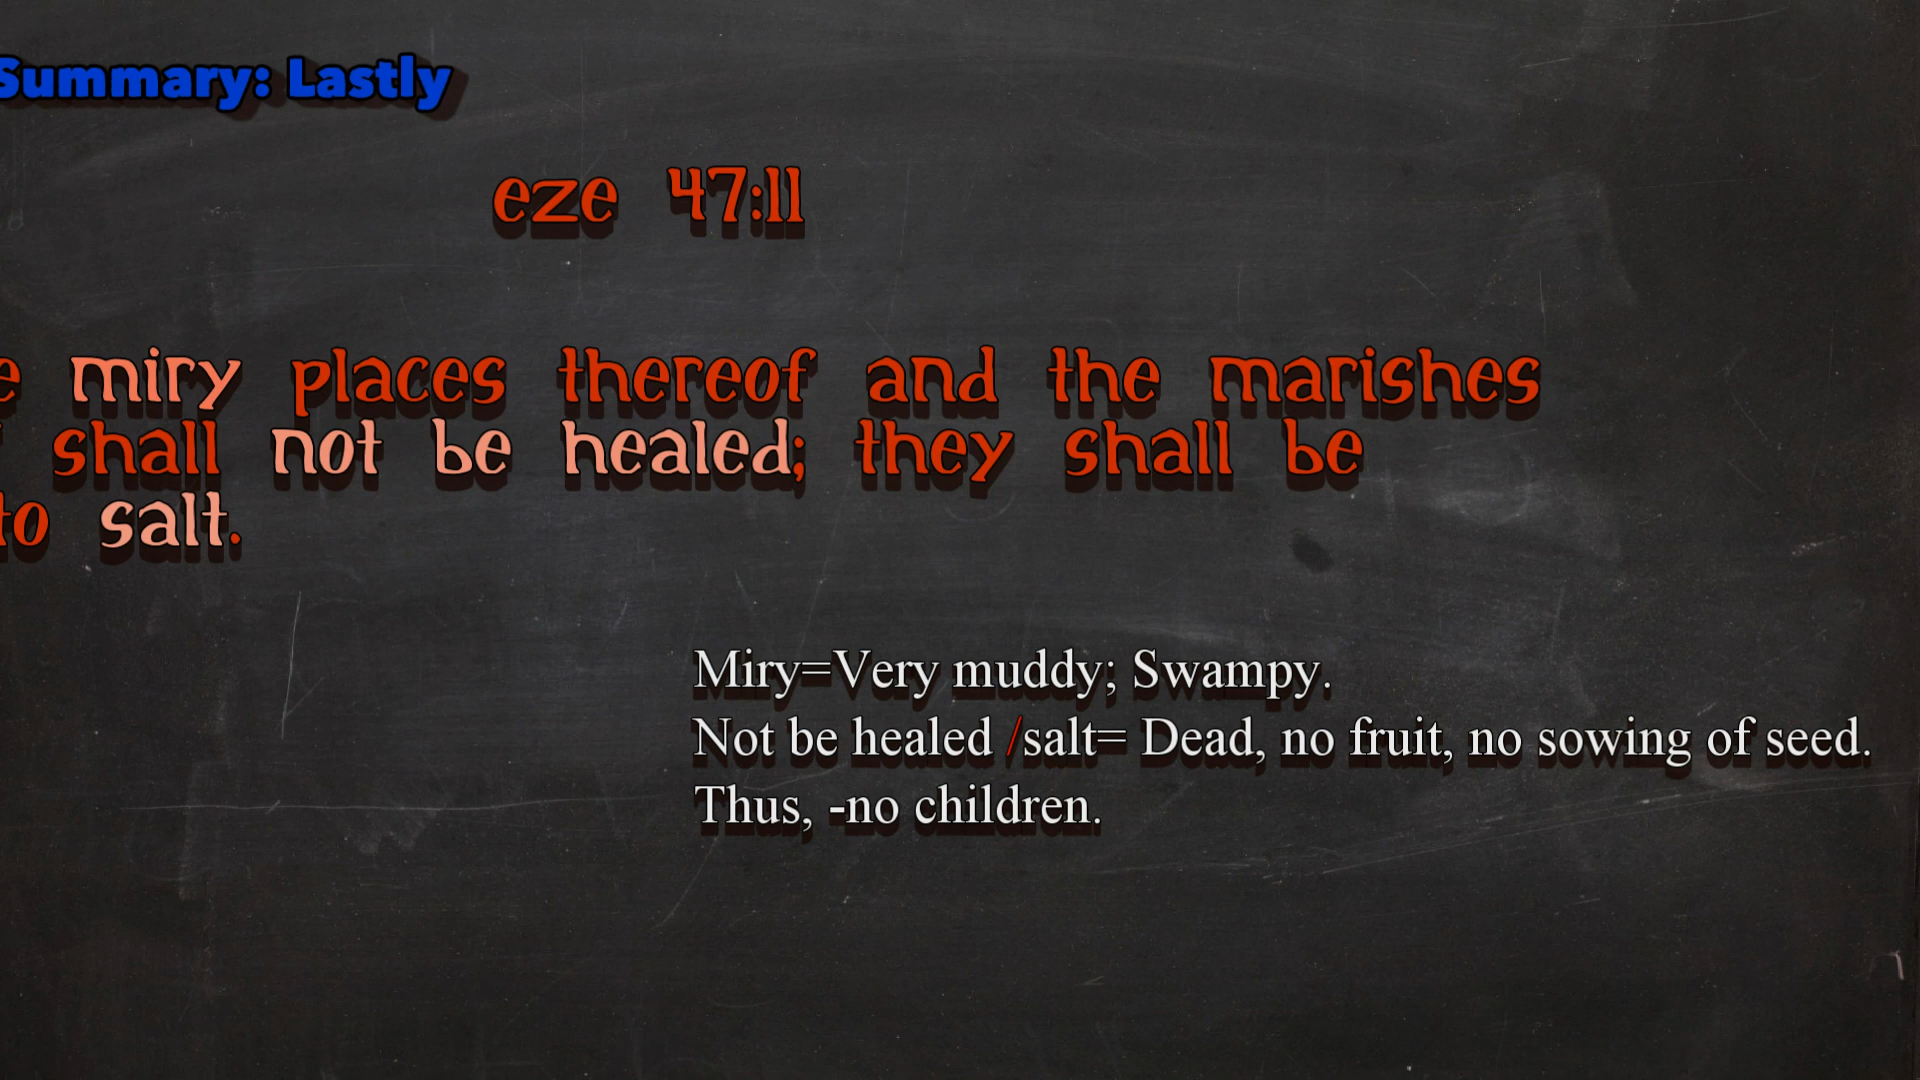 Summary: Lastly
eze 47:11
miry places thereof and the marishes
shall not be healed; they shall be
to salt.
Miry=Very muddy; Swampy.
Not be healed /salt= Dead, no fruit, no sowing of seed.
Thus, -no children.